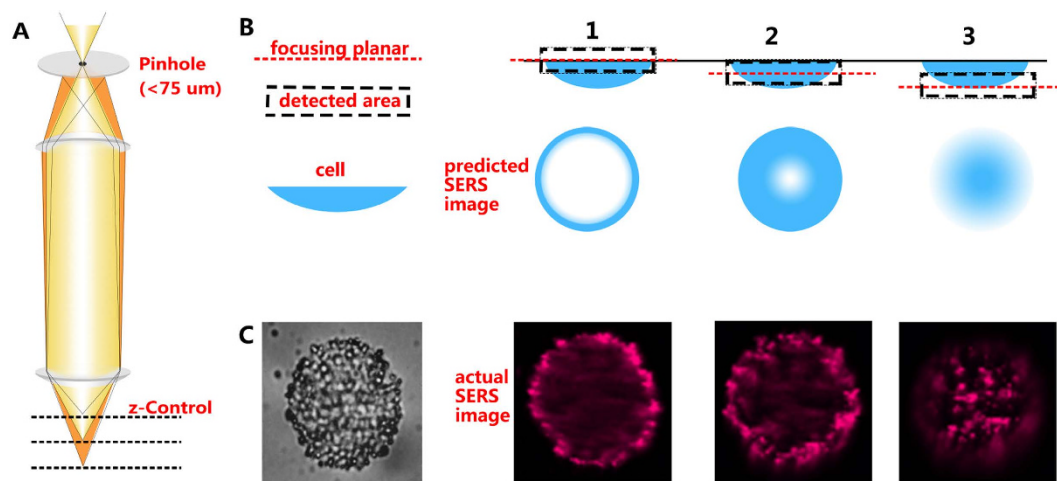 A
Pinhole
(<75 um)
z-Control
B
focusing planar
detected area
cell
1
2
3
predicted
SERS
image
C
actual
SERS
image